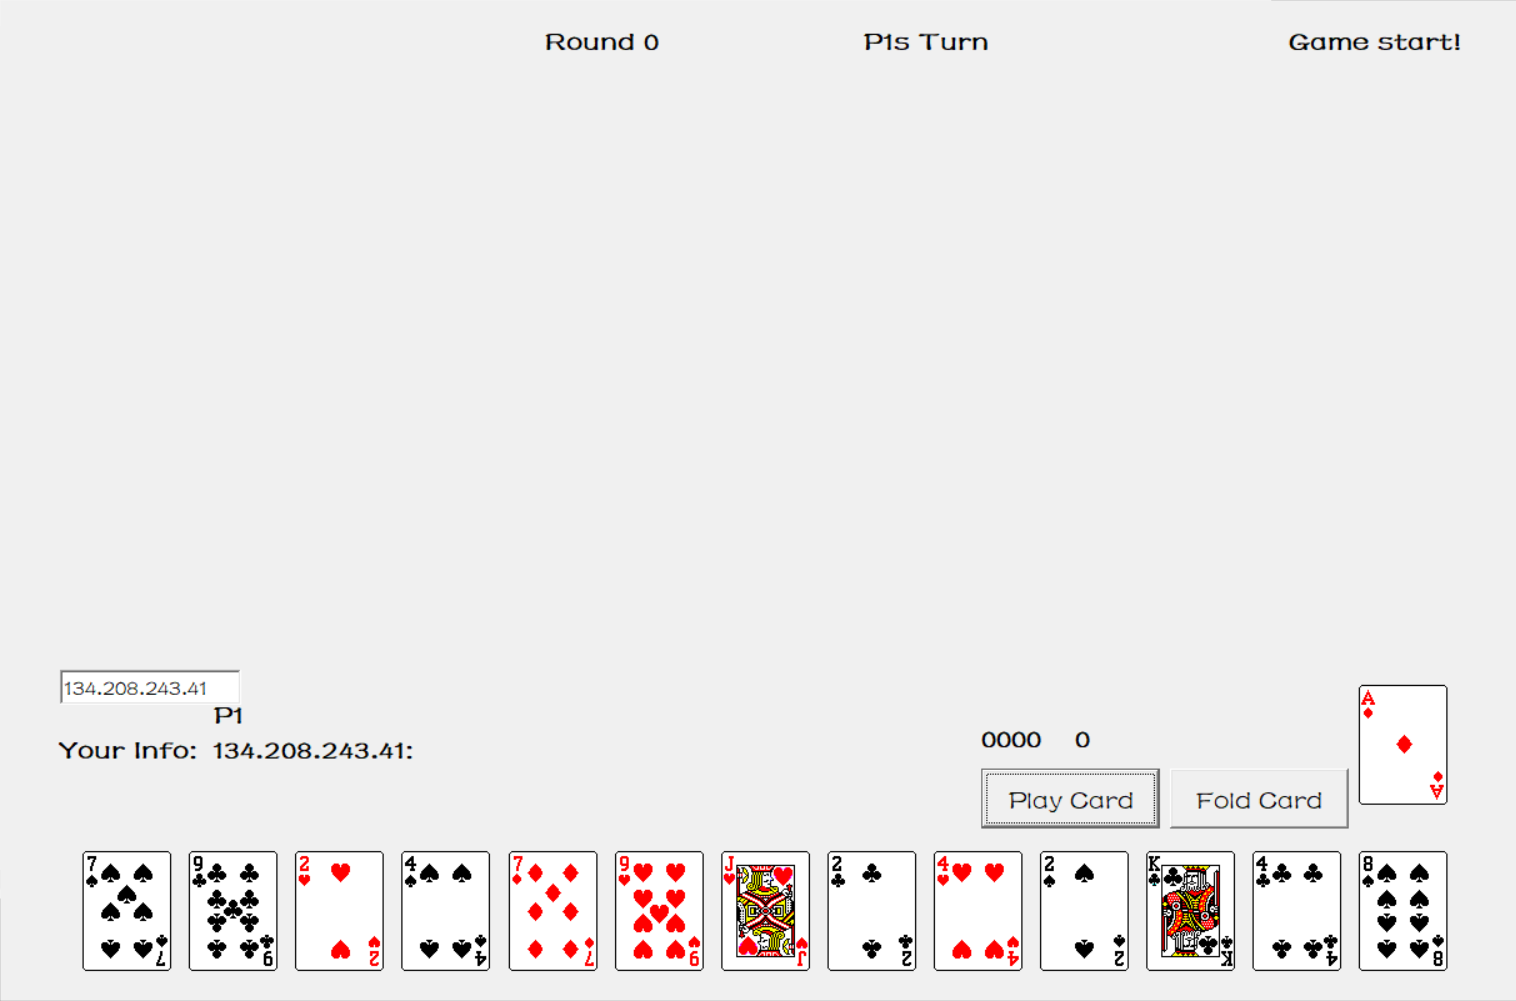 Round 0 P1s Turn Game start!
134.208.243.41
P1
Your Info: 134.208.243.41:
0000 0
Play Card Fold Card
A
A
7 9 2 4 7 9 J 2 4 2 K 4 8
7 9 2 4 7 9 J 2 4 2 K 4 8